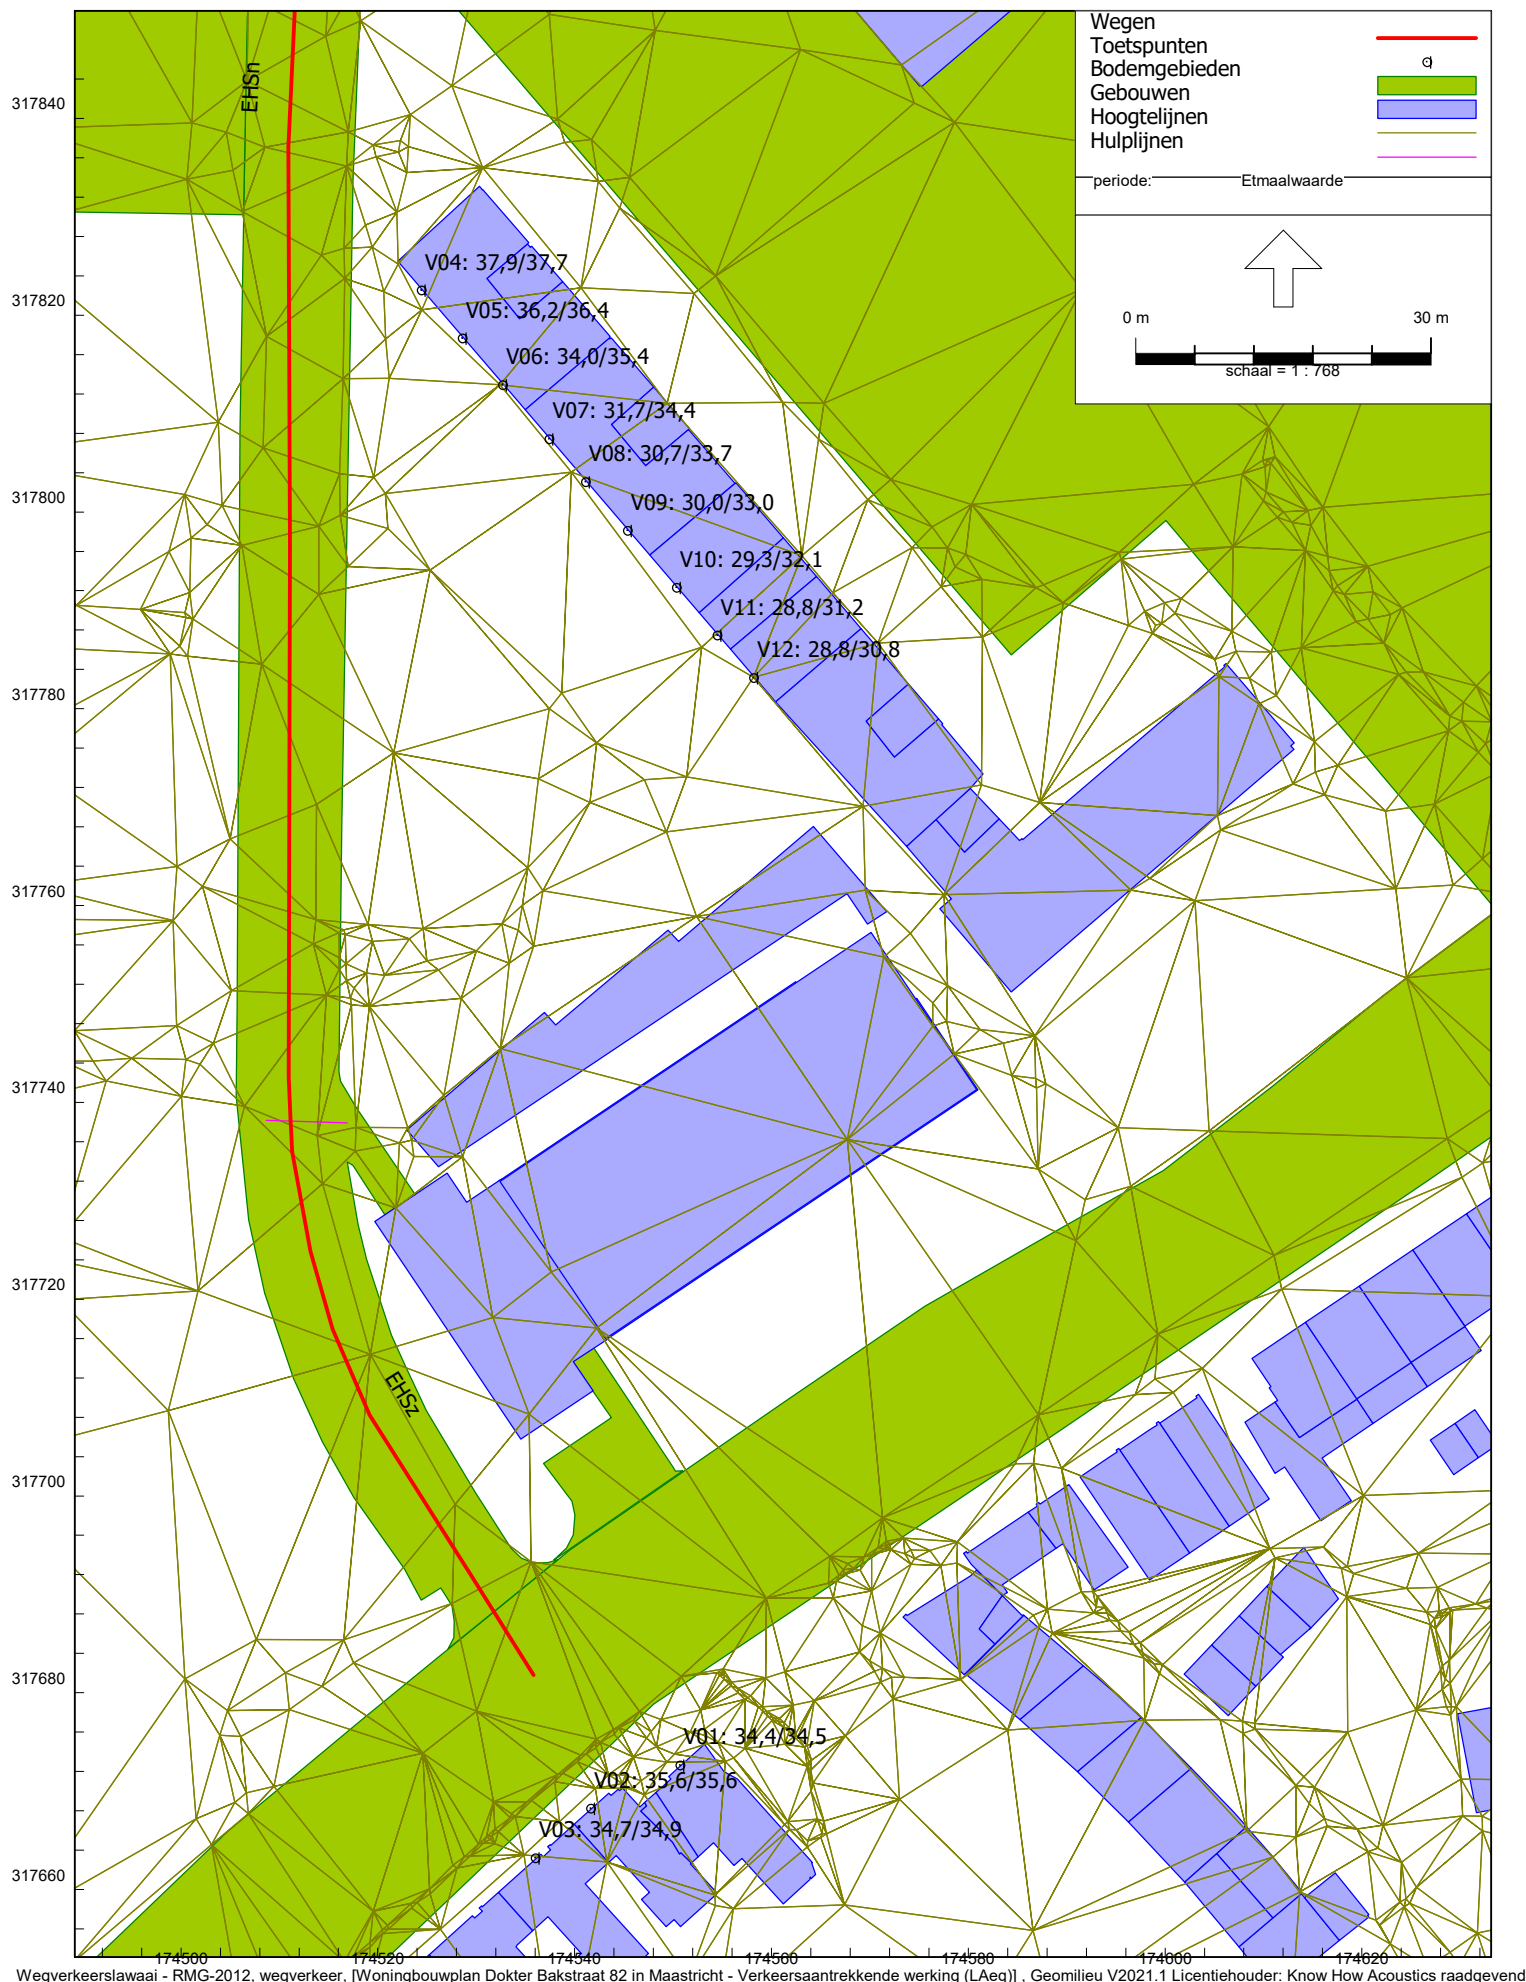 Wegen
Toetspunten
Bodemgebieden
Gebouwen
Hoogtelijnen
Hulplijnen
periode: Etmaalwaarde
0 m 30 m
schaal = 1 : 768
EHSn
317840
317820
317800
317780
317760
317740
317720
317700
317680
317660
V04: 37,9/37,7
V05: 36,2/36,4
V06: 34,0/35,4
V07: 31,7/34,4
V08: 30,7/33,7
V09: 30,0/33,0
V10: 29,3/32,1
V11: 28,8/31,2
V12: 28,8/30,8
EHSz
V01: 34,4/34,5
V02: 35,6/35,6
V03: 34,7/34,9
174500 174520 174540 174560 174580 174600 174620
Wegverkeerslawaai - RMG-2012, wegverkeer, [Woningbouwplan Dokter Bakstraat 82 in Maastricht - Verkeersaantrekkende werking (LAeq)] , Geomilieu V2021.1 Licentiehouder: Know How Acoustics raadgevend